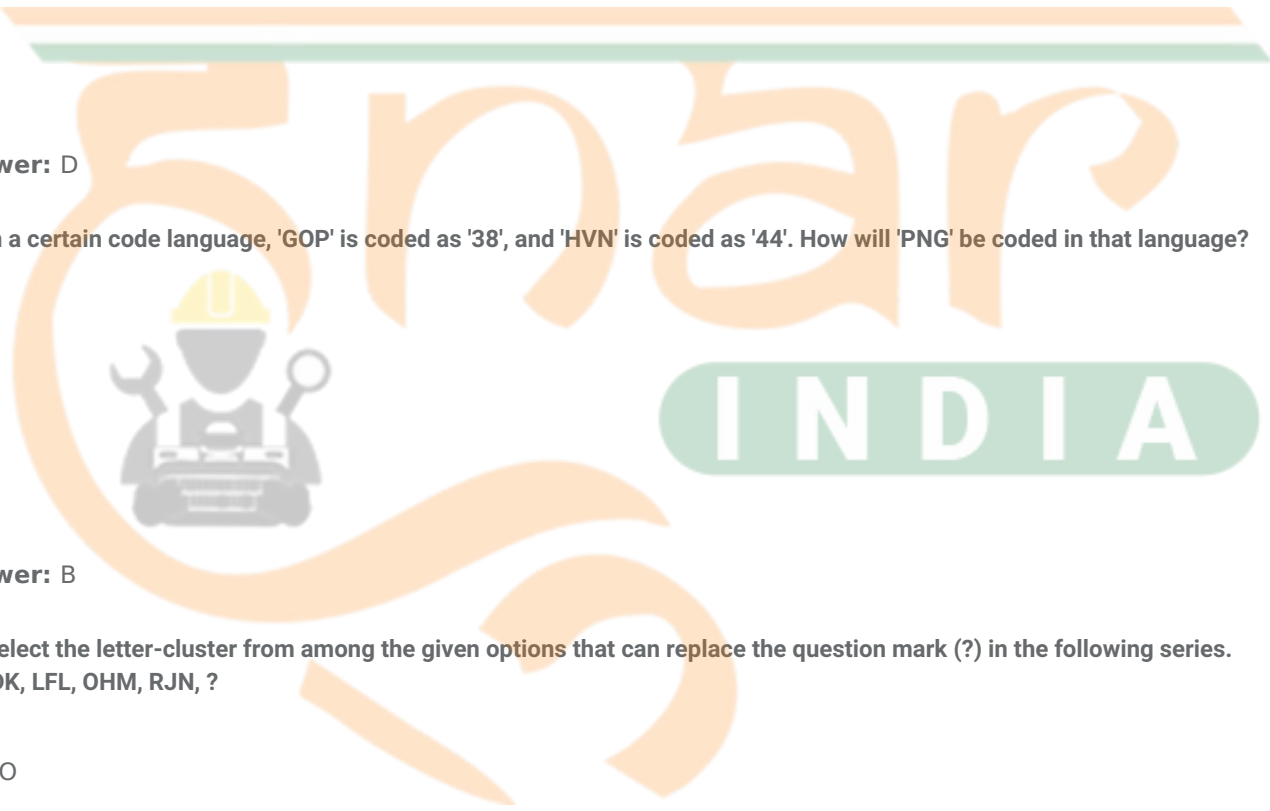 हुnar
wer: D
n a certain code language, 'GOP' is coded as '38', and 'HVN' is coded as '44'. How will 'PNG' be coded in that language?
INDIA
wer: B
elect the letter-cluster from among the given options that can replace the question mark (?) in the following series.
OK, LFL, OHM, RJN, ?
O